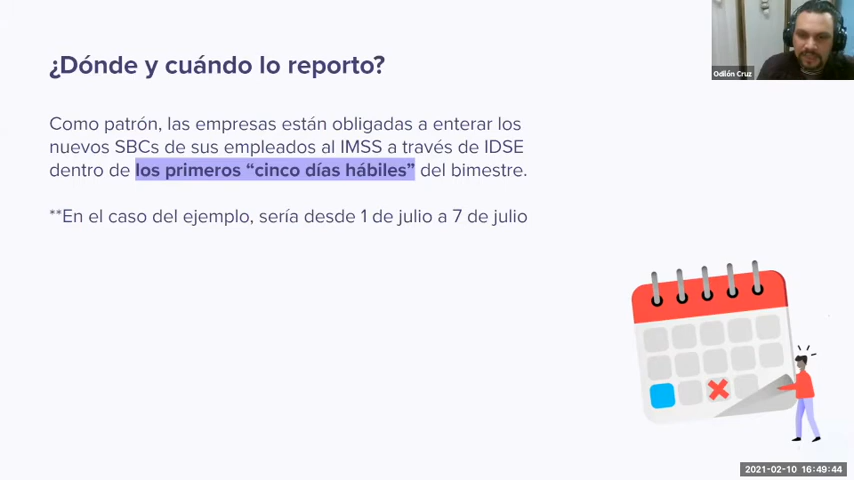 ¿Dónde y cuándo lo reporto?
Odilón Cruz
Como patrón, las empresas están obligadas a enterar los
nuevos SBCs de sus empleados al IMSS a través de IDSE
dentro de los primeros “cinco días hábiles” del bimestre.
**En el caso del ejemplo, sería desde 1 de julio a 7 de julio
2021-02-10 16:49:44